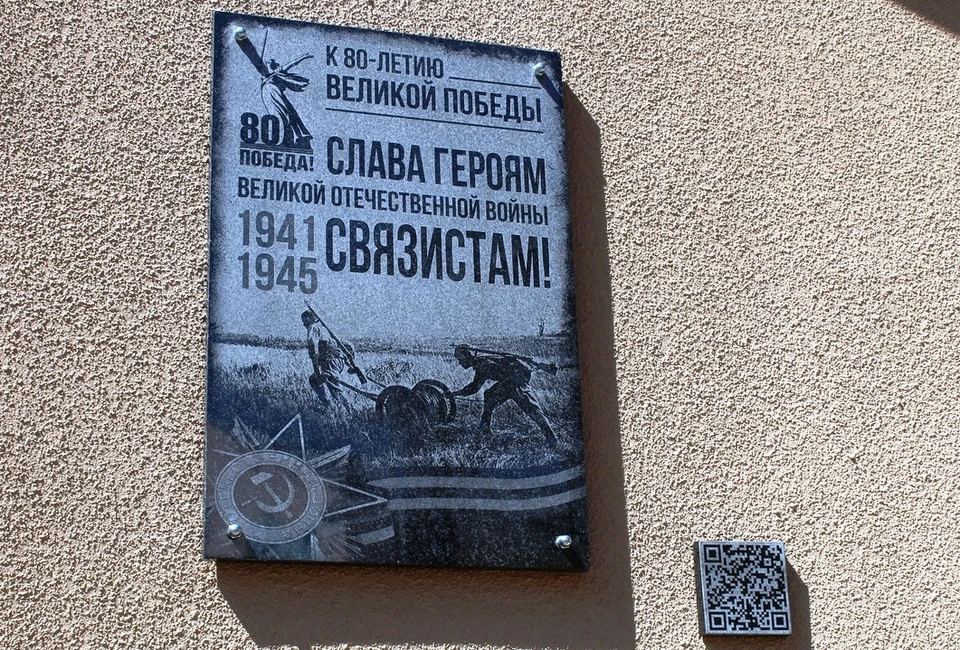 К 80-ЛЕТИЮ
ВЕЛИКОЙ ПОБЕДЫ
80
ПОБЕДА!
СЛАВА ГЕРОЯМ
ВЕЛИКОЙ ОТЕЧЕСТВЕННОЙ ВОЙНЫ
1941
1945
СВЯЗИСТАМ!